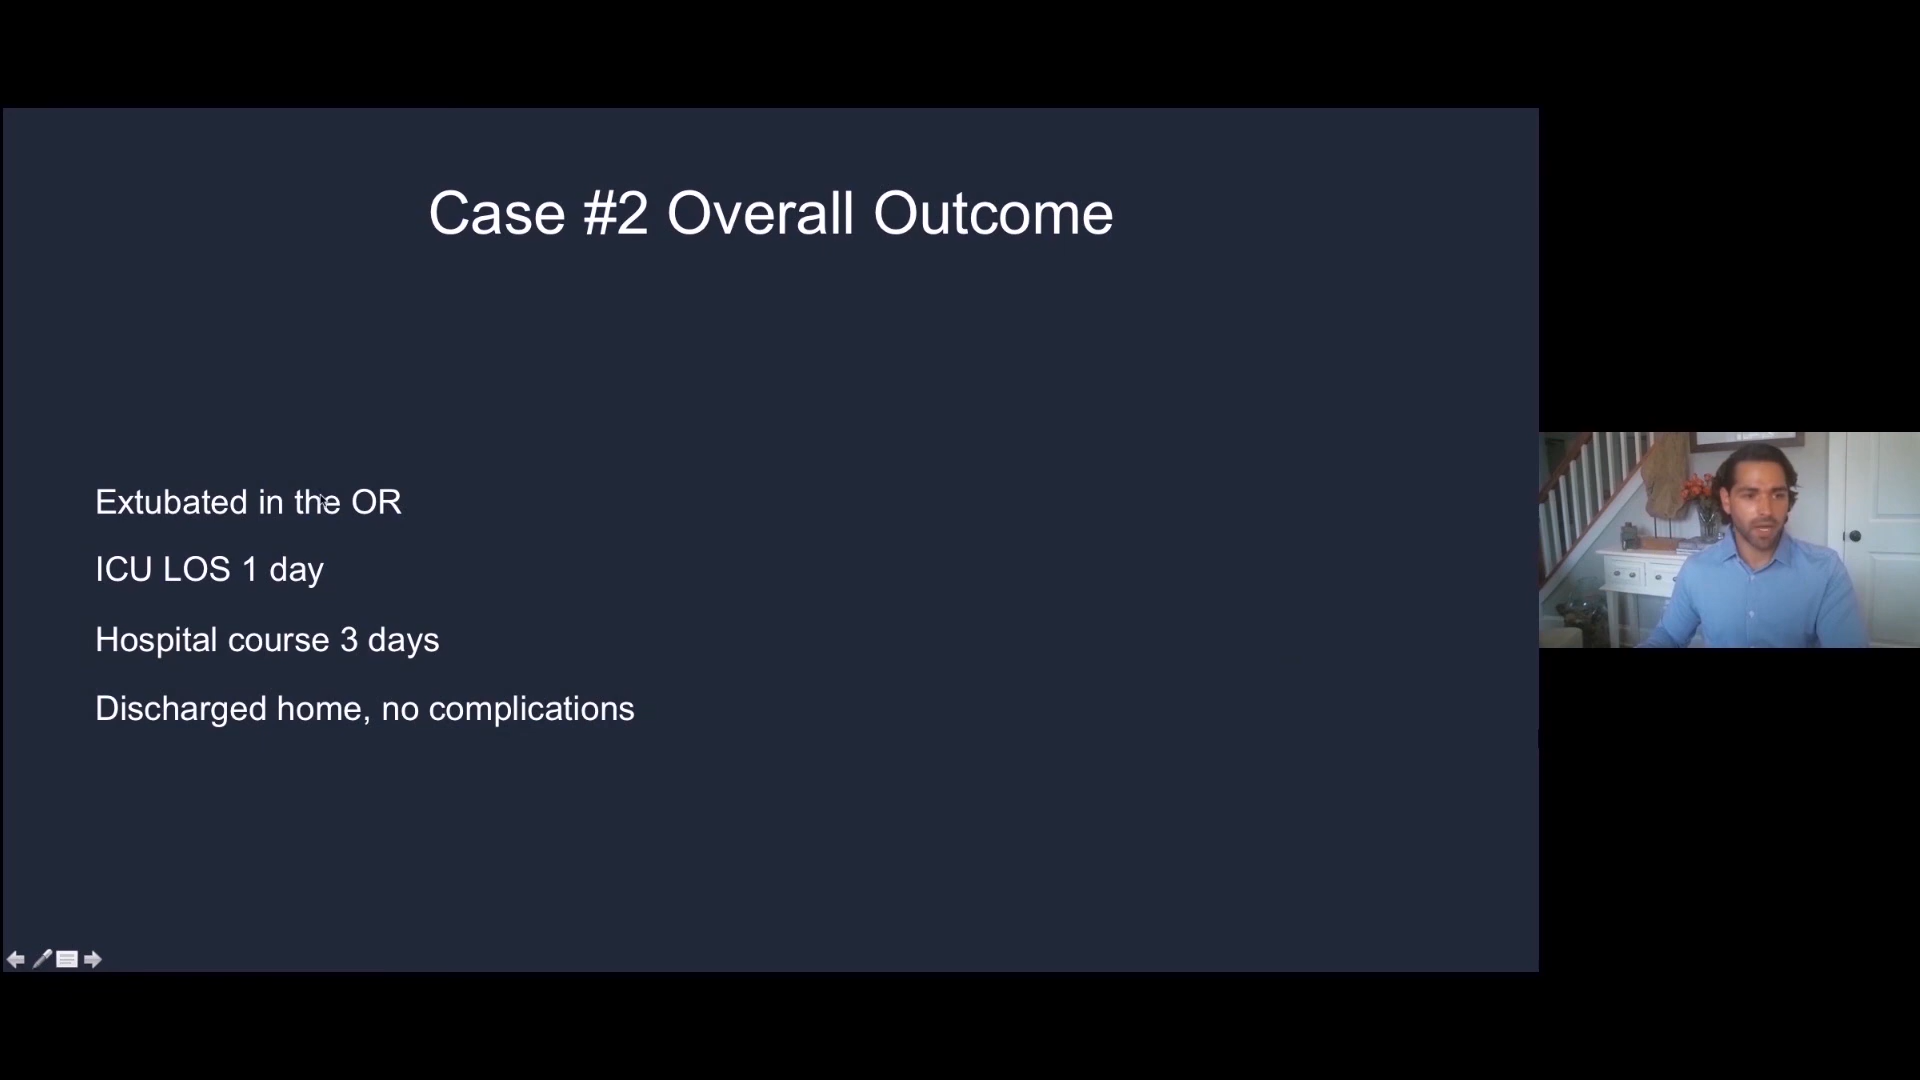 Case #2 Overall Outcome
Extubated in the OR
ICU LOS 1 day
Hospital course 3 days
Discharged home, no complications